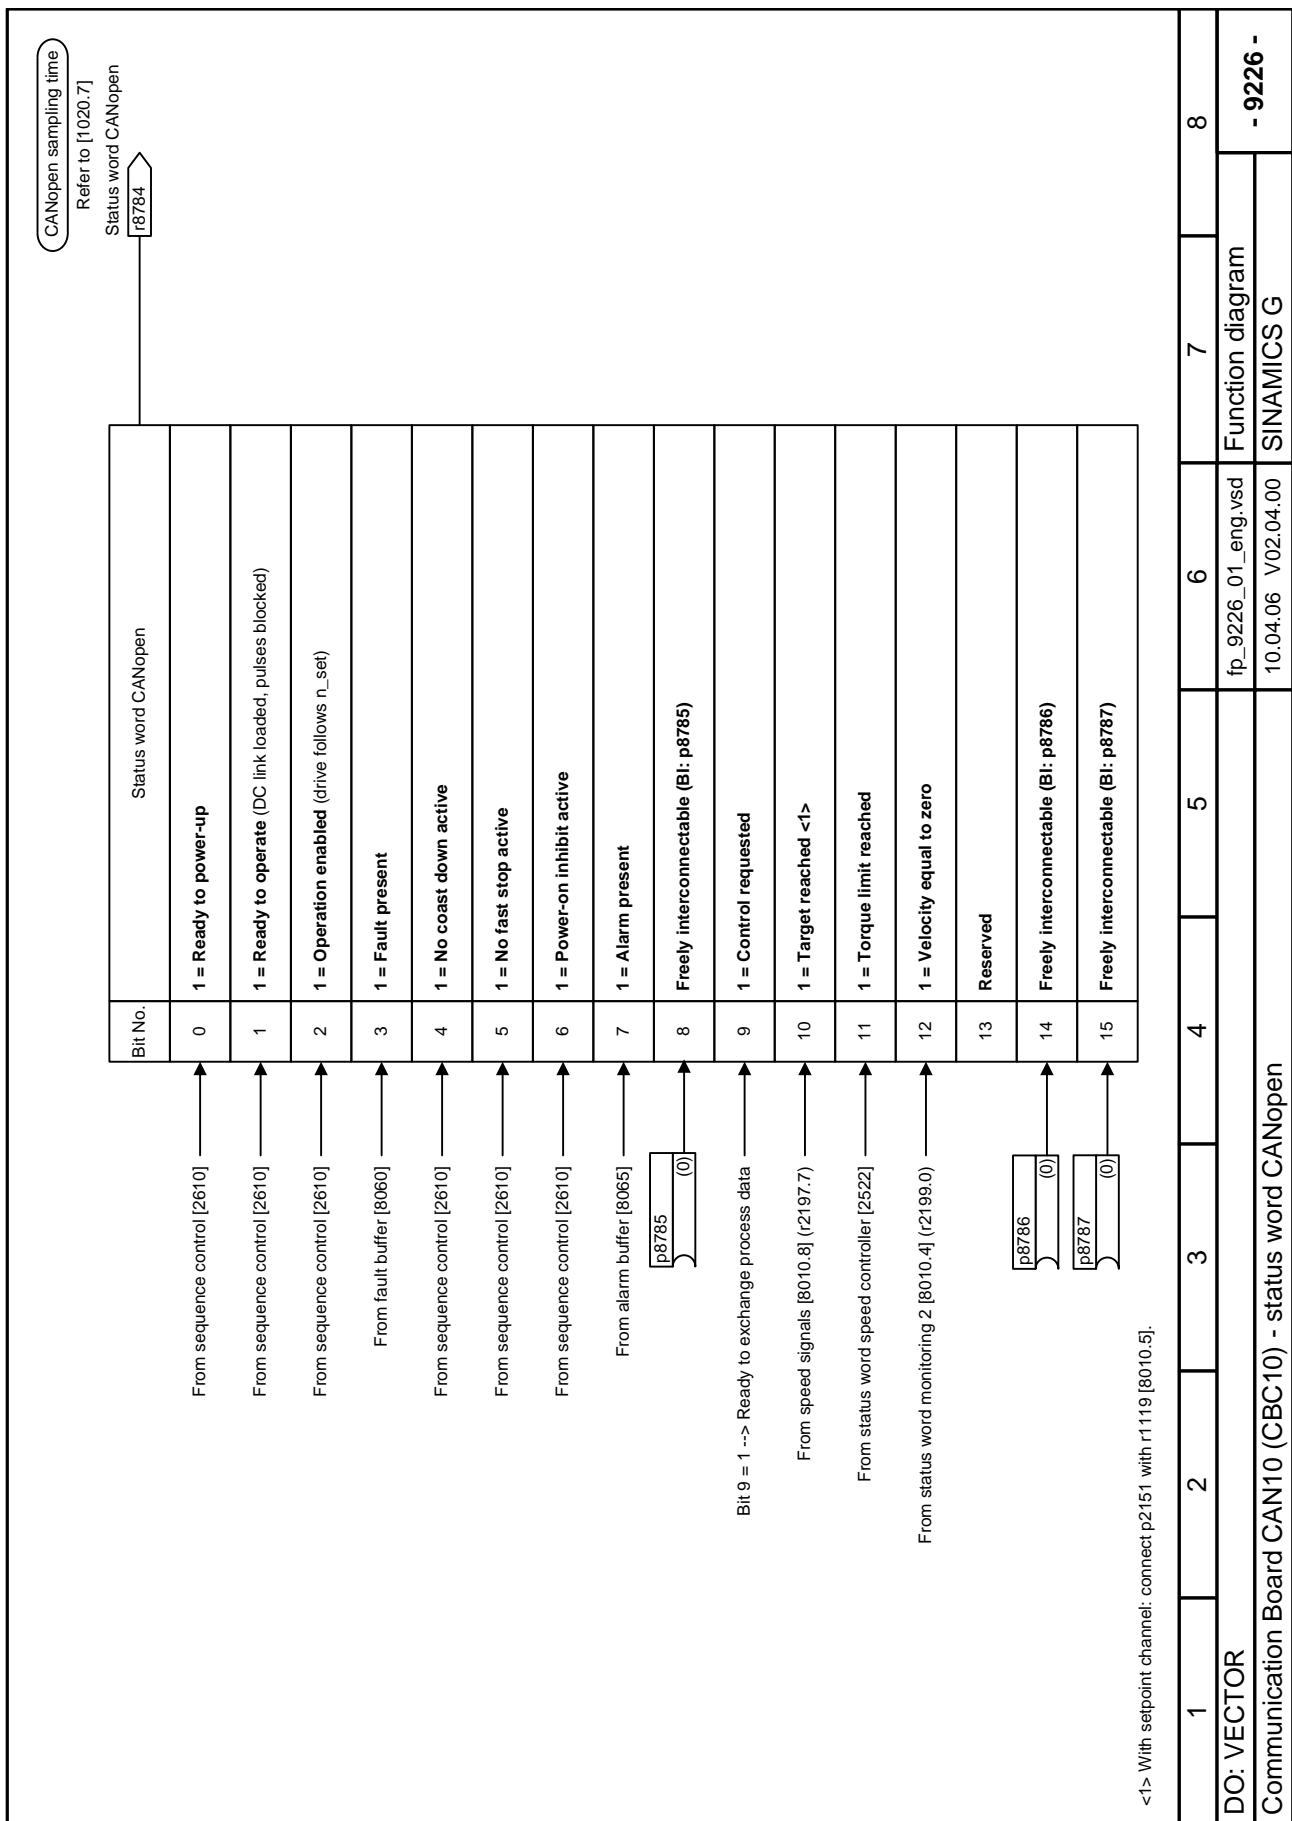 CANopen sampling time
Refer to [1020.7]
Status word CANopen
r8784
Bit No. Status word CANopen
From sequence control [2610] 0 1 = Ready to power-up
From sequence control [2610] 1 1 = Ready to operate (DC link loaded, pulses blocked)
From sequence control [2610] 2 1 = Operation enabled (drive follows n_set)
From fault buffer [8060] 3 1 = Fault present
From sequence control [2610] 4 1 = No coast down active
From sequence control [2610] 5 1 = No fast stop active
From sequence control [2610] 6 1 = Power-on inhibit active
From alarm buffer [8065] 7 1 = Alarm present
p8785
(0) 8 Freely interconnectable (BI: p8785)
Bit 9 = 1 --> Ready to exchange process data 9 1 = Control requested
From speed signals [8010.8] (r2197.7) 10 1 = Target reached <1>
From status word speed controller [2522] 11 1 = Torque limit reached
From status word monitoring 2 [8010.4] (r2199.0) 12 1 = Velocity equal to zero
13 Reserved
p8786
(0) 14 Freely interconnectable (BI: p8786)
p8787
(0) 15 Freely interconnectable (BI: p8787)
<1> With setpoint channel: connect p2151 with r1119 [8010.5].
1 2 3 4 5 6 7 8
DO: VECTOR fp_9226_01_eng.vsd Function diagram - 9226 -
Communication Board CAN10 (CBC10) - status word CANopen 10.04.06 V02.04.00 SINAMICS G